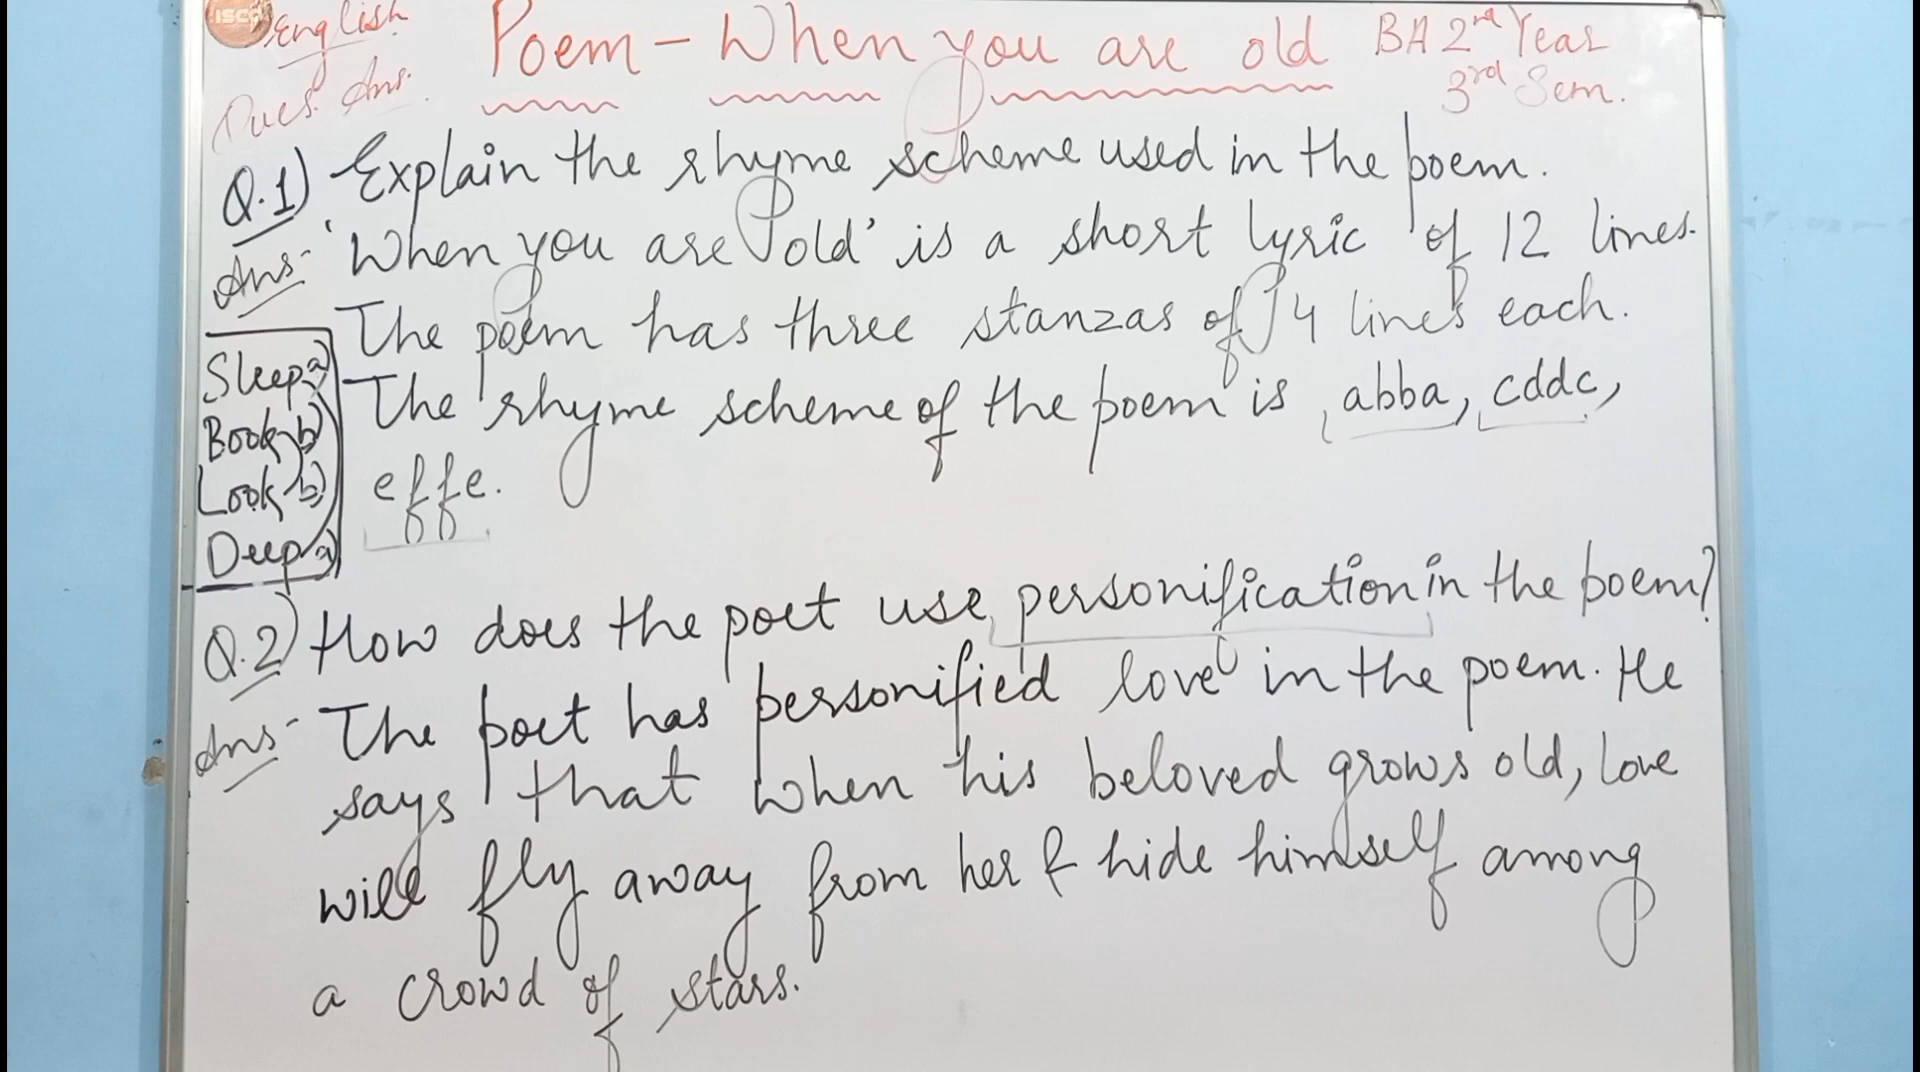 ISCA
English
Ques. Ans.
Poem - When you are old
BA 2nd Year
3rd Sem.
Q.1) Explain the rhyme scheme used in the poem.
Ans- 'When you are old' is a short lyric of 12 lines.
The poem has three stanzas of 4 lines each.
The rhyme scheme of the poem is abba, cddc,
effe.
Sleep a)
Book b)
Look b)
Deep a)
Q.2) How does the poet use personification in the poem?
Ans- The poet has personified love in the poem. He
says that when his beloved grows old, love
will fly away from her & hide himself among
a crowd of stars.